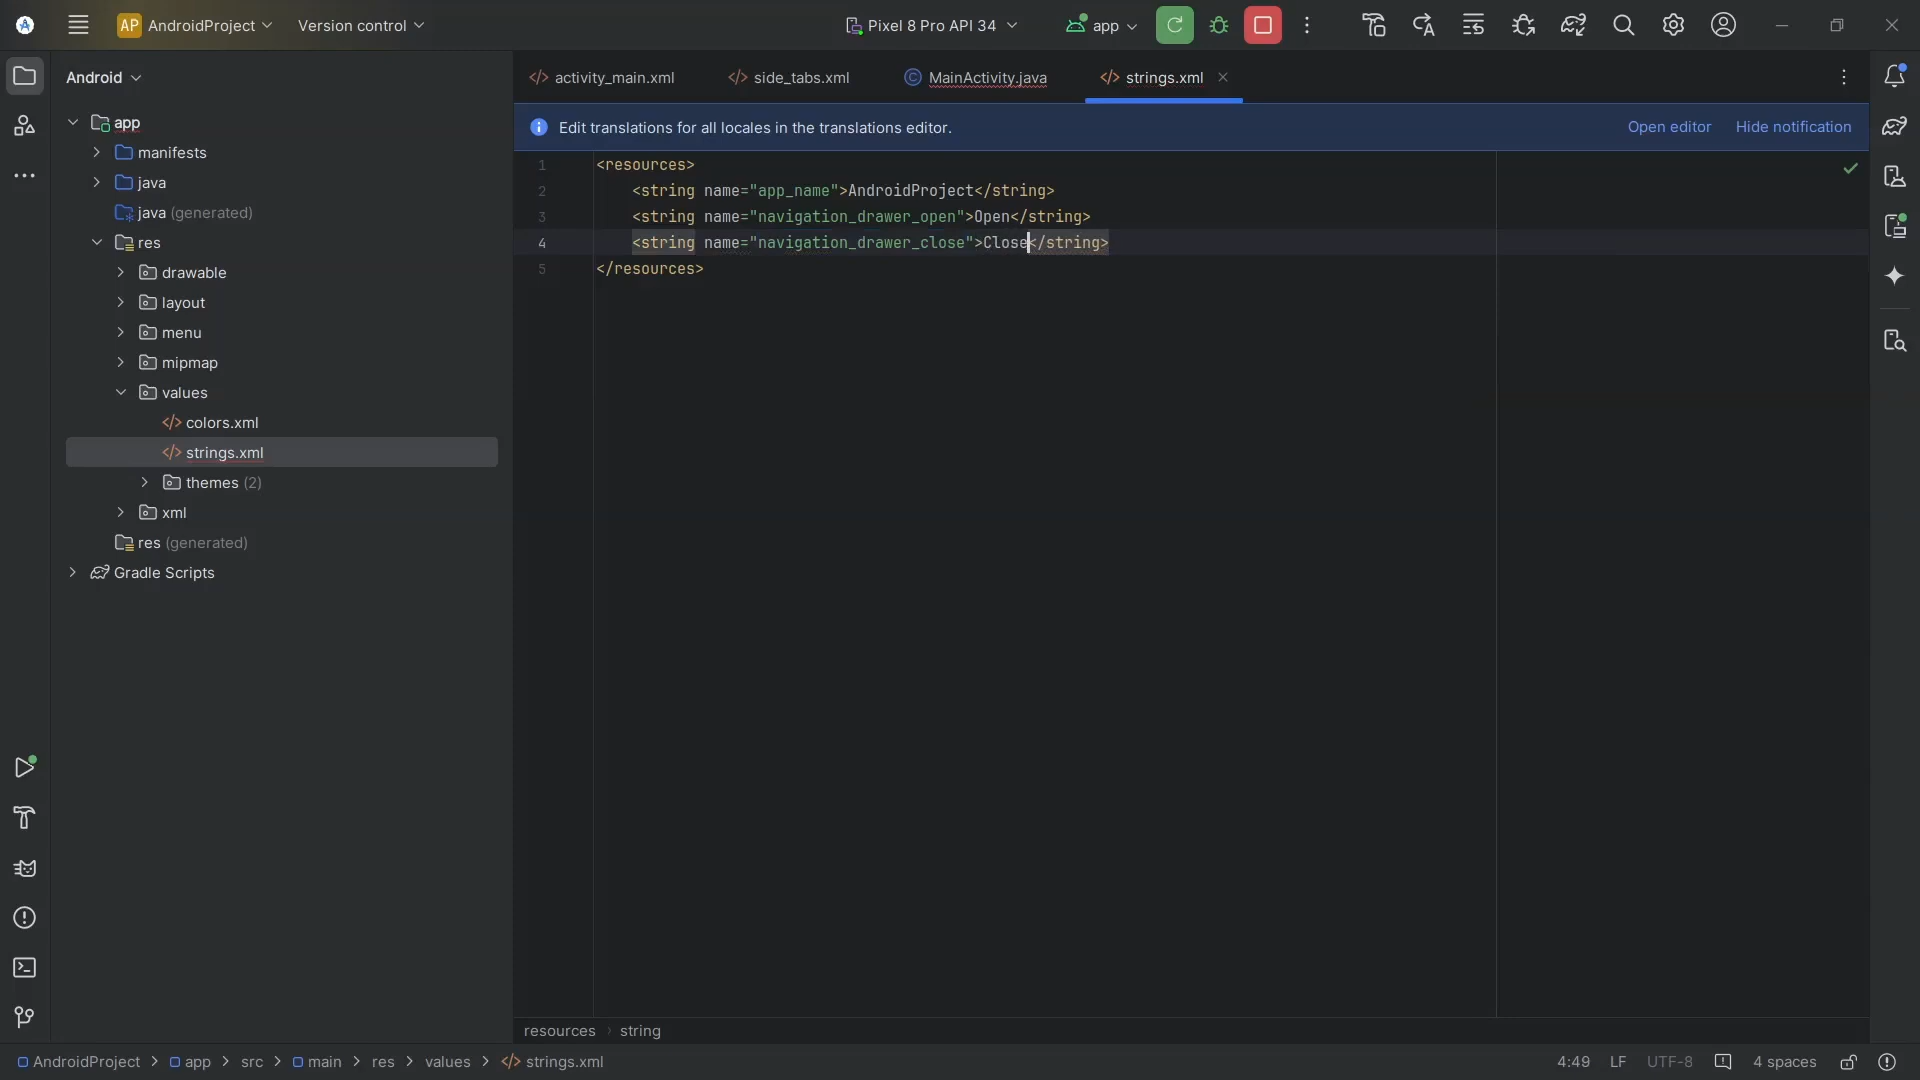 AP AndroidProject Version control Pixel 8 Pro API 34 app
Android
app
manifests
java
java (generated)
res
drawable
layout
menu
mipmap
values
colors.xml
strings.xml
themes (2)
xml
res (generated)
Gradle Scripts
activity_main.xml side_tabs.xml MainActivity.java strings.xml
Edit translations for all locales in the translations editor. Open editor Hide notification
1 <resources>
2 <string name="app_name">AndroidProject</string>
3 <string name="navigation_drawer_open">Open</string>
4 <string name="navigation_drawer_close">Close</string>
5 </resources>
resources › string
AndroidProject > app > src > main > res > values > </> strings.xml 4:49 LF UTF-8 4 spaces